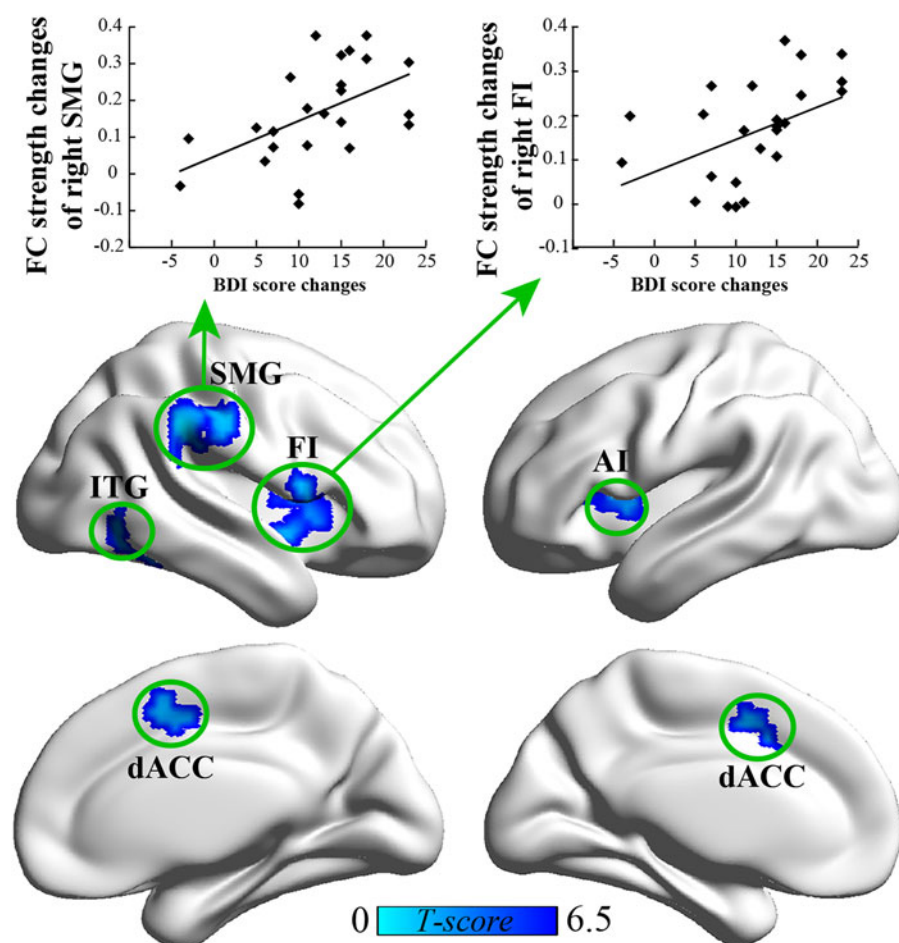 FC strength changes
of right SMG
0.4
0.3
0.2
0.1
0
-0.1
-0.2
-5 0 5 10 15 20 25
BDI score changes
FC strength changes
of right FI
0.4
0.3
0.2
0.1
0
-0.1
-5 0 5 10 15 20 25
BDI score changes
SMG
FI
ITG
AI
dACC
dACC
0 T-score 6.5